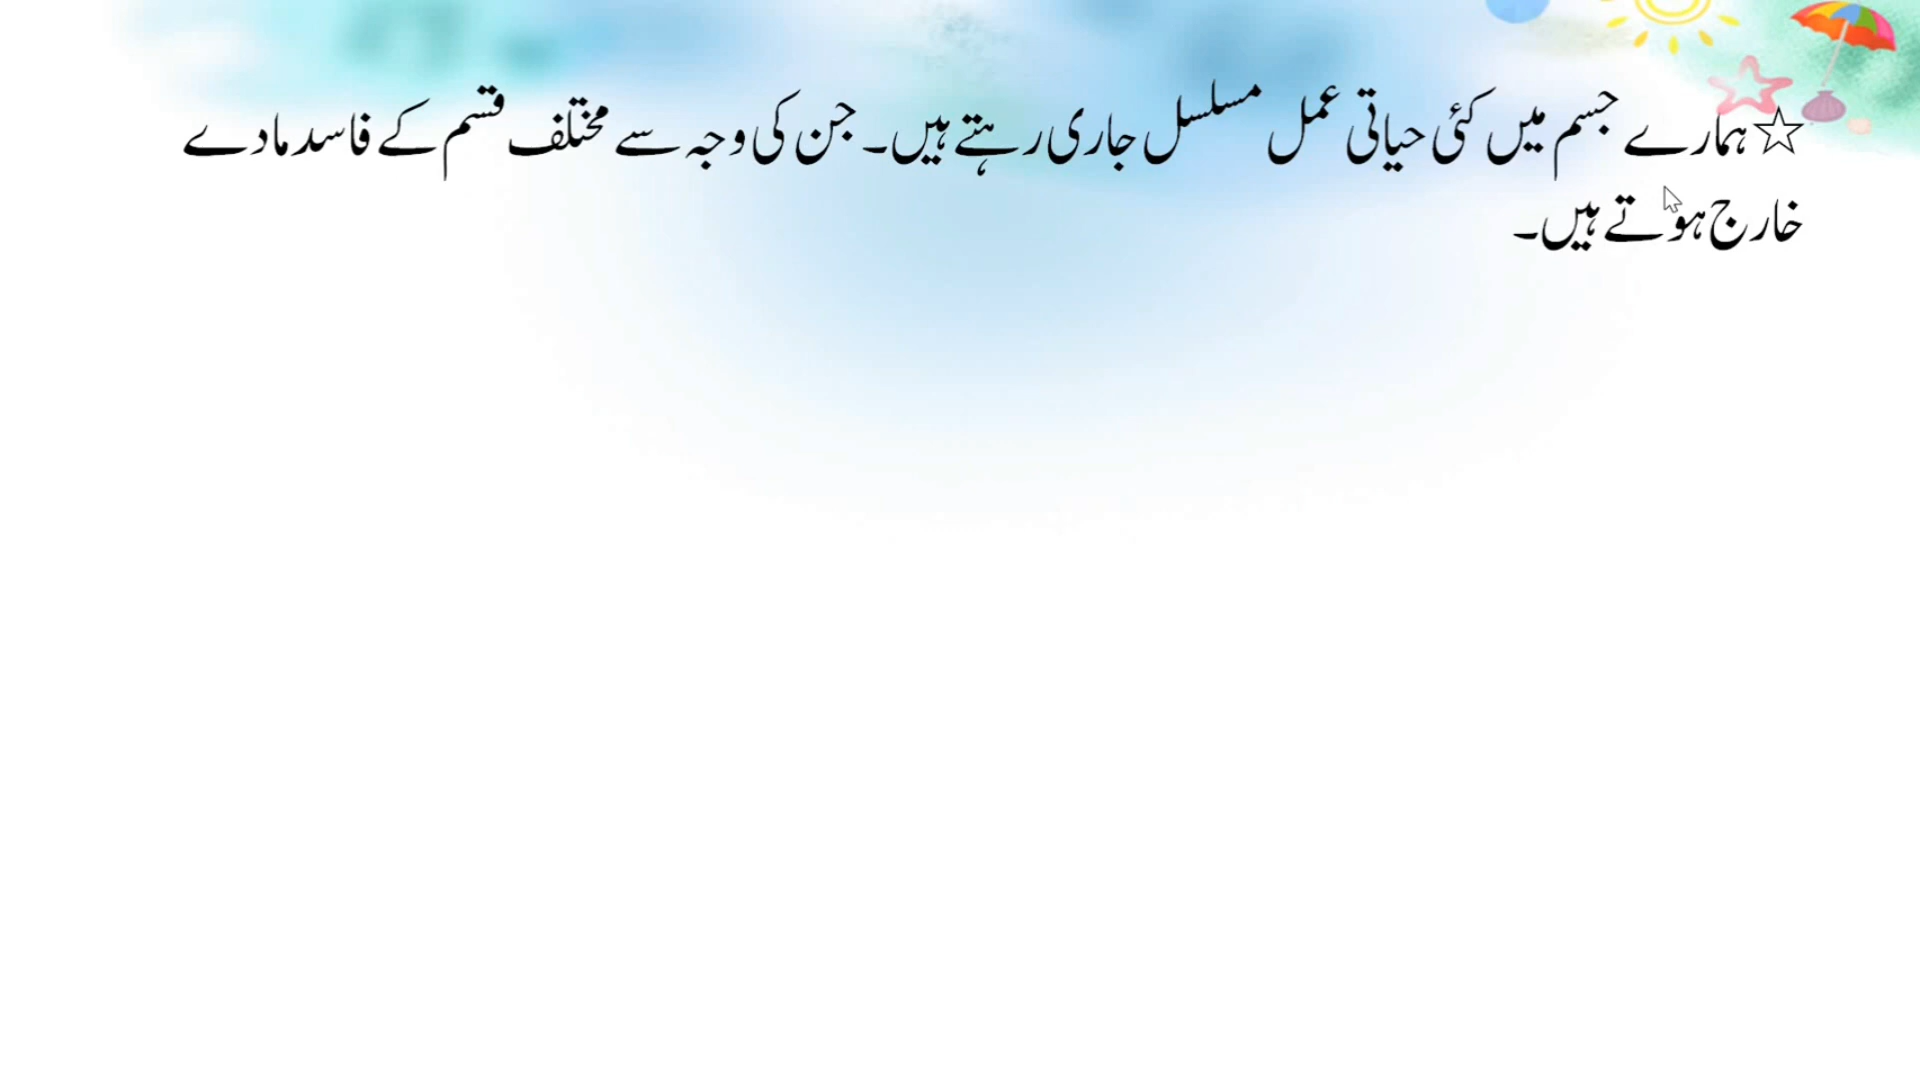 ☆ہمارے جسم میں کئی حیاتی عمل مسلسل جاری رہتے ہیں۔ جن کی وجہ سے مختلف قسم کے فاسد مادے
خارج ہوتے ہیں۔